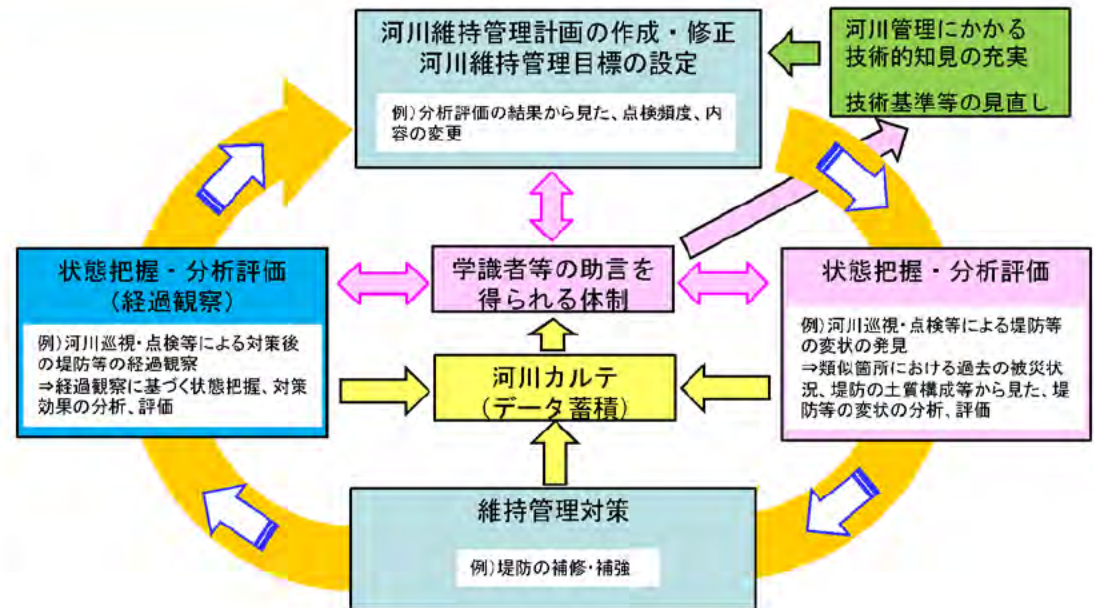 河川維持管理計画の作成・修正
河川維持管理目標の設定
例)分析評価の結果から見た、点検頻度、内
容の変更
河川管理にかかる
技術的知見の充実
技術基準等の見直し
状態把握・分析評価
(経過観察)
例)河川巡視・点検等による対策後
の堤防等の経過観察
⇒経過観察に基づく状態把握、対策
効果の分析、評価
学識者等の助言を
得られる体制
河川カルテ
(データ蓄積)
状態把握・分析評価
例)河川巡視・点検等による堤防等
の変状の発見
⇒類似箇所における過去の被災状
況、堤防の土質構成等から見た、堤
防等の変状の分析、評価
維持管理対策
例)堤防の補修・補強